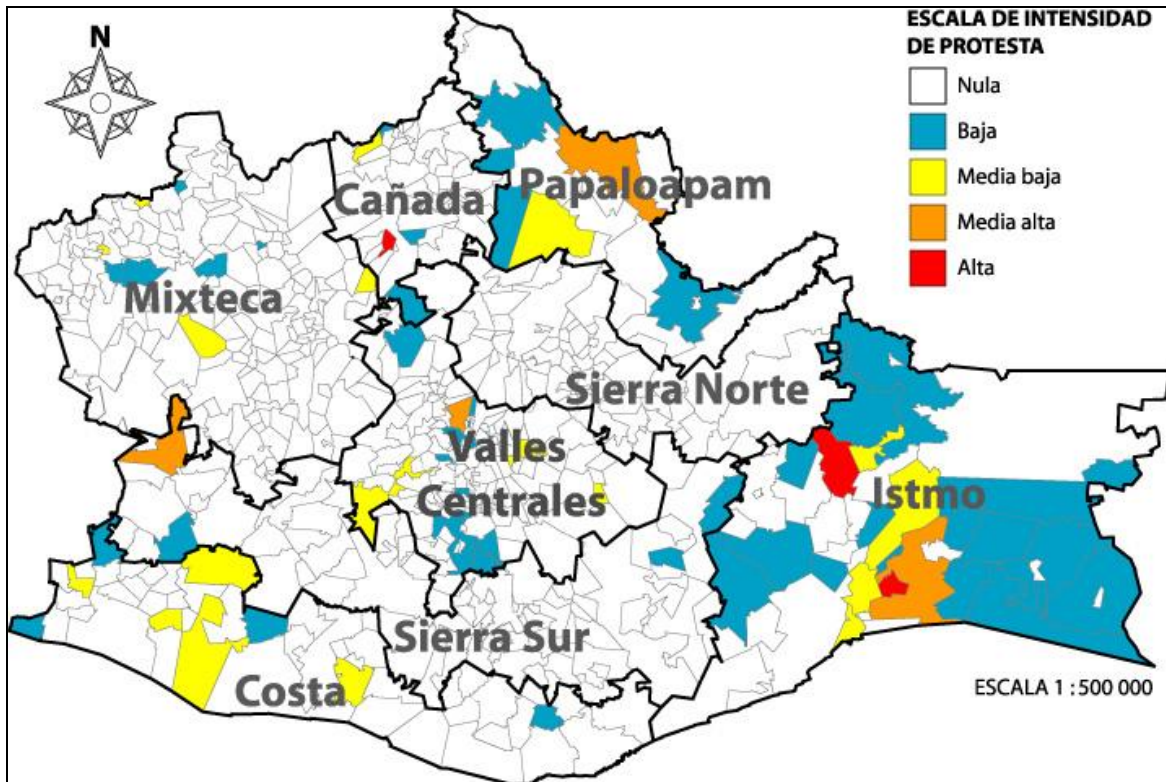 ESCALA DE INTENSIDAD
DE PROTESTA
N
Nula
Baja
Media baja
Media alta
Alta
Cañada
Papaloapam
Mixteca
Sierra Norte
Valles
Centrales
Istmo
Sierra Sur
Costa
ESCALA 1 : 500 000